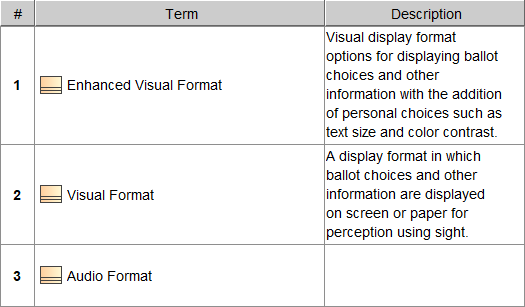 # Term Description
1 Enhanced Visual Format
Visual display format
options for displaying ballot
choices and other
information with the addition
of personal choices such as
text size and color contrast.
2 Visual Format
A display format in which
ballot choices and other
information are displayed
on screen or paper for
perception using sight.
3 Audio Format